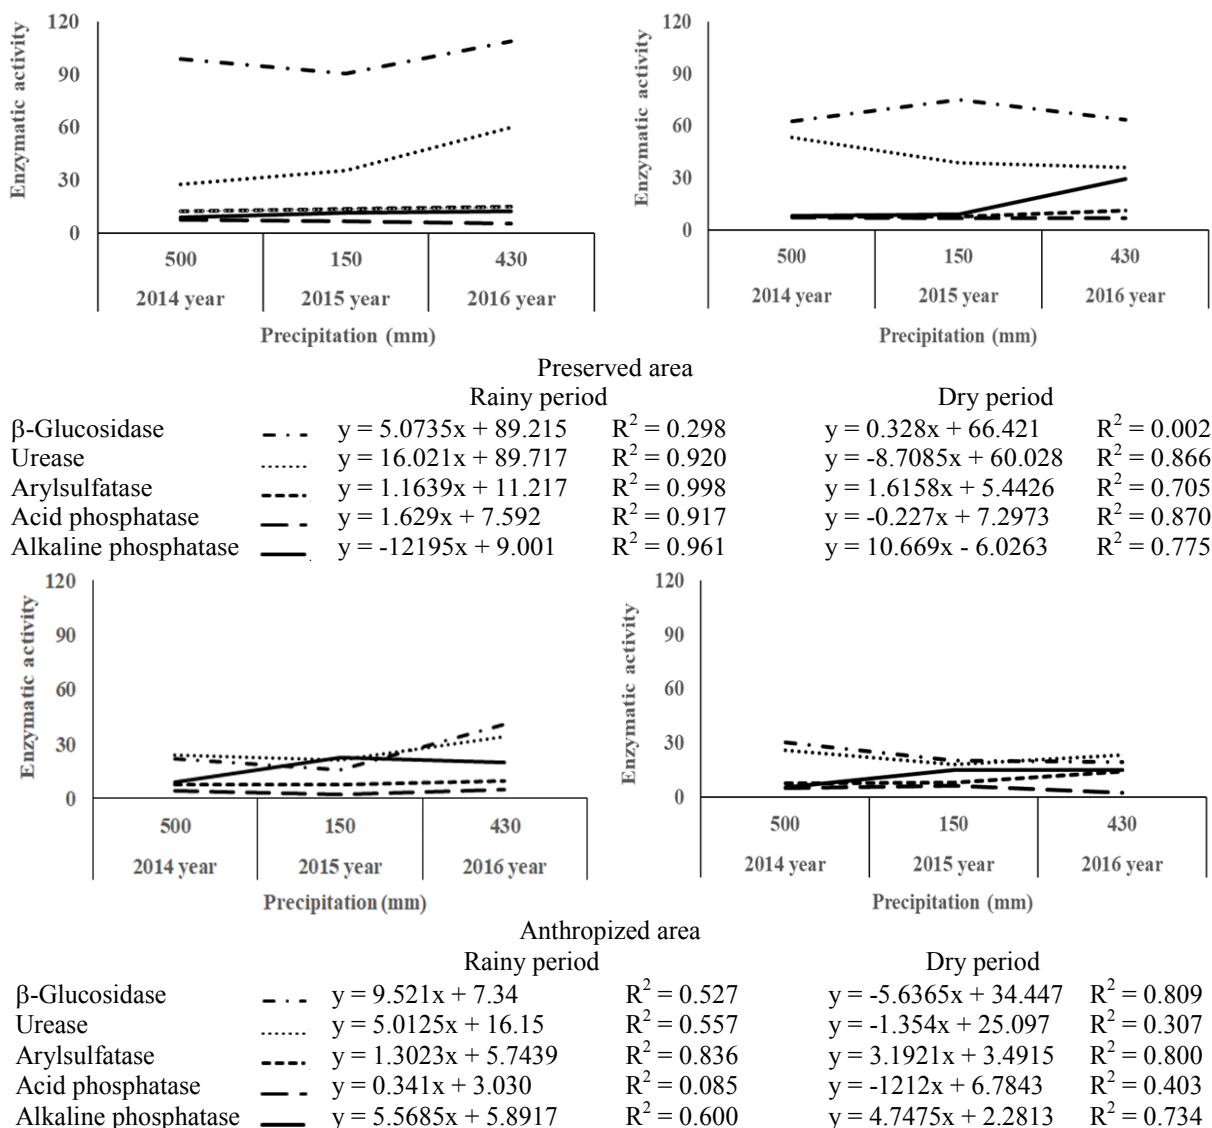 120
90
60
30
0
Enzymatic activity
500 150 430
2014 year 2015 year 2016 year
Precipitation (mm)
120
90
60
30
0
Enzymatic activity
500 150 430
2014 year 2015 year 2016 year
Precipitation (mm)
Preserved area
Rainy period Dry period
β-Glucosidase y = 5.0735x + 89.215 R² = 0.298 y = 0.328x + 66.421 R² = 0.002
Urease y = 16.021x + 89.717 R² = 0.920 y = -8.7085x + 60.028 R² = 0.866
Arylsulfatase y = 1.1639x + 11.217 R² = 0.998 y = 1.6158x + 5.4426 R² = 0.705
Acid phosphatase y = 1.629x + 7.592 R² = 0.917 y = -0.227x + 7.2973 R² = 0.870
Alkaline phosphatase y = -12195x + 9.001 R² = 0.961 y = 10.669x - 6.0263 R² = 0.775
120
90
60
30
0
Enzymatic activity
500 150 430
2014 year 2015 year 2016 year
Precipitation (mm)
120
90
60
30
0
Enzymatic activity
500 150 430
2014 year 2015 year 2016 year
Precipitation (mm)
Anthropized area
Rainy period Dry period
β-Glucosidase y = 9.521x + 7.34 R² = 0.527 y = -5.6365x + 34.447 R² = 0.809
Urease y = 5.0125x + 16.15 R² = 0.557 y = -1.354x + 25.097 R² = 0.307
Arylsulfatase y = 1.3023x + 5.7439 R² = 0.836 y = 3.1921x + 3.4915 R² = 0.800
Acid phosphatase y = 0.341x + 3.030 R² = 0.085 y = -1212x + 6.7843 R² = 0.403
Alkaline phosphatase y = 5.5685x + 5.8917 R² = 0.600 y = 4.7475x + 2.2813 R² = 0.734